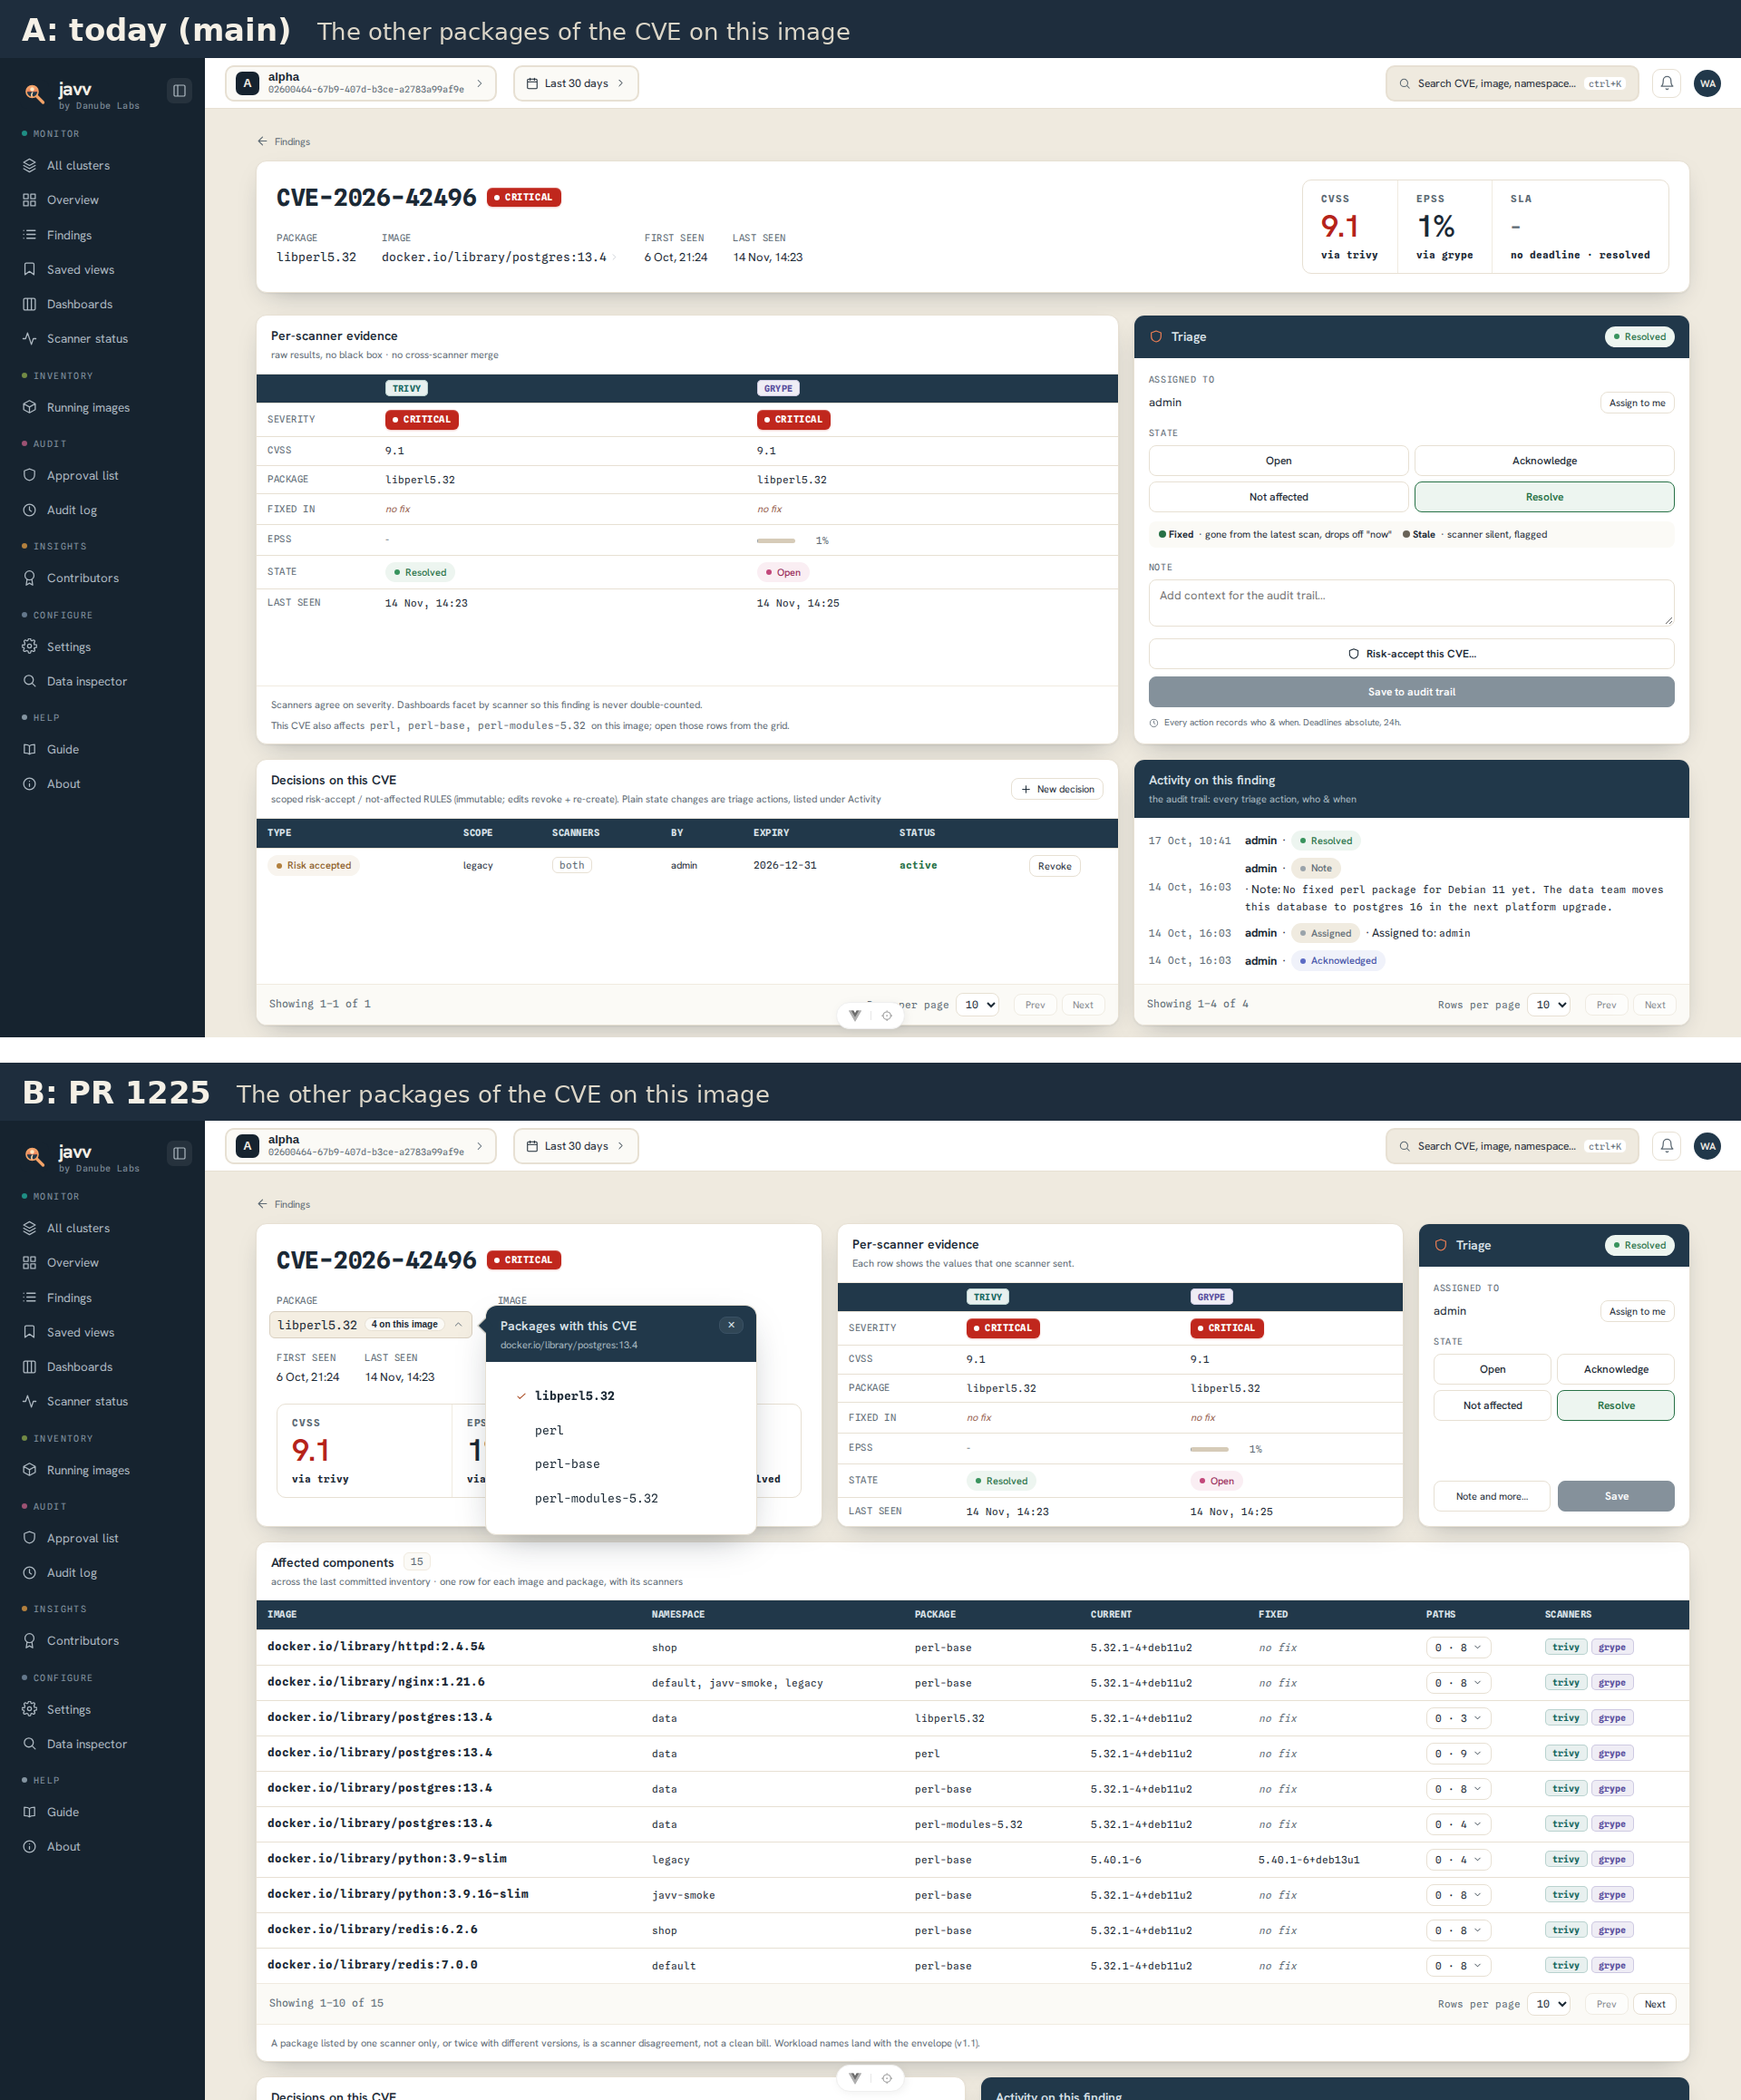 A: today (main) The other packages of the CVE on this image
javv
by Danube Labs
A alpha
02600464-67b9-407d-b3ce-a2783a99af9e
Last 30 days
Search CVE, image, namespace... ctrl+K
WA
MONITOR
All clusters
Overview
Findings
Saved views
Dashboards
Scanner status
INVENTORY
Running images
AUDIT
Approval list
Audit log
INSIGHTS
Contributors
CONFIGURE
Settings
Data inspector
HELP
Guide
About
Findings
CVE-2026-42496 CRITICAL
PACKAGE IMAGE FIRST SEEN LAST SEEN
libperl5.32 docker.io/library/postgres:13.4 6 Oct, 21:24 14 Nov, 14:23
CVSS EPSS SLA
9.1 1% -
via trivy via grype no deadline · resolved
Per-scanner evidence
raw results, no black box · no cross-scanner merge
TRIVY GRYPE
SEVERITY CRITICAL CRITICAL
CVSS 9.1 9.1
PACKAGE libperl5.32 libperl5.32
FIXED IN no fix no fix
EPSS - 1%
STATE Resolved Open
LAST SEEN 14 Nov, 14:23 14 Nov, 14:25
Scanners agree on severity. Dashboards facet by scanner so this finding is never double-counted.
This CVE also affects perl, perl-base, perl-modules-5.32 on this image; open those rows from the grid.
Triage Resolved
ASSIGNED TO
admin Assign to me
STATE
Open Acknowledge
Not affected Resolve
Fixed · gone from the latest scan, drops off "now" Stale · scanner silent, flagged
NOTE
Add context for the audit trail...
Risk-accept this CVE...
Save to audit trail
Every action records who & when. Deadlines absolute, 24h.
Decisions on this CVE
scoped risk-accept / not-affected RULES (immutable; edits revoke + re-create). Plain state changes are triage actions, listed under Activity
New decision
TYPE SCOPE SCANNERS BY EXPIRY STATUS
Risk accepted legacy both admin 2026-12-31 active Revoke
Showing 1-1 of 1 per page 10 Prev Next
Activity on this finding
the audit trail: every triage action, who & when
17 Oct, 10:41 admin · Resolved
admin · Note
14 Oct, 16:03 · Note: No fixed perl package for Debian 11 yet. The data team moves
this database to postgres 16 in the next platform upgrade.
14 Oct, 16:03 admin · Assigned · Assigned to: admin
14 Oct, 16:03 admin · Acknowledged
Showing 1-4 of 4 Rows per page 10 Prev Next
B: PR 1225 The other packages of the CVE on this image
javv
by Danube Labs
A alpha
02600464-67b9-407d-b3ce-a2783a99af9e
Last 30 days
Search CVE, image, namespace... ctrl+K
WA
MONITOR
All clusters
Overview
Findings
Saved views
Dashboards
Scanner status
INVENTORY
Running images
AUDIT
Approval list
Audit log
INSIGHTS
Contributors
CONFIGURE
Settings
Data inspector
HELP
Guide
About
Findings
CVE-2026-42496 CRITICAL
PACKAGE IMAGE
libperl5.32 4 on this image
FIRST SEEN LAST SEEN
6 Oct, 21:24 14 Nov, 14:23
CVSS EPS
9.1 1
via trivy via lved
Packages with this CVE
docker.io/library/postgres:13.4
libperl5.32
perl
perl-base
perl-modules-5.32
Per-scanner evidence
Each row shows the values that one scanner sent.
TRIVY GRYPE
SEVERITY CRITICAL CRITICAL
CVSS 9.1 9.1
PACKAGE libperl5.32 libperl5.32
FIXED IN no fix no fix
EPSS - 1%
STATE Resolved Open
LAST SEEN 14 Nov, 14:23 14 Nov, 14:25
Triage Resolved
ASSIGNED TO
admin Assign to me
STATE
Open Acknowledge
Not affected Resolve
Note and more... Save
Affected components 15
across the last committed inventory · one row for each image and package, with its scanners
IMAGE NAMESPACE PACKAGE CURRENT FIXED PATHS SCANNERS
docker.io/library/httpd:2.4.54 shop perl-base 5.32.1-4+deb11u2 no fix 0 · 8 trivy grype
docker.io/library/nginx:1.21.6 default, javv-smoke, legacy perl-base 5.32.1-4+deb11u2 no fix 0 · 8 trivy grype
docker.io/library/postgres:13.4 data libperl5.32 5.32.1-4+deb11u2 no fix 0 · 3 trivy grype
docker.io/library/postgres:13.4 data perl 5.32.1-4+deb11u2 no fix 0 · 9 trivy grype
docker.io/library/postgres:13.4 data perl-base 5.32.1-4+deb11u2 no fix 0 · 8 trivy grype
docker.io/library/postgres:13.4 data perl-modules-5.32 5.32.1-4+deb11u2 no fix 0 · 4 trivy grype
docker.io/library/python:3.9-slim legacy perl-base 5.40.1-6 5.40.1-6+deb13u1 0 · 4 trivy grype
docker.io/library/python:3.9.16-slim javv-smoke perl-base 5.32.1-4+deb11u2 no fix 0 · 8 trivy grype
docker.io/library/redis:6.2.6 shop perl-base 5.32.1-4+deb11u2 no fix 0 · 8 trivy grype
docker.io/library/redis:7.0.0 default perl-base 5.32.1-4+deb11u2 no fix 0 · 8 trivy grype
Showing 1-10 of 15 Rows per page 10 Prev Next
A package listed by one scanner only, or twice with different versions, is a scanner disagreement, not a clean bill. Workload names land with the envelope (v1.1).
Decisions on this CVE
Activity on this finding